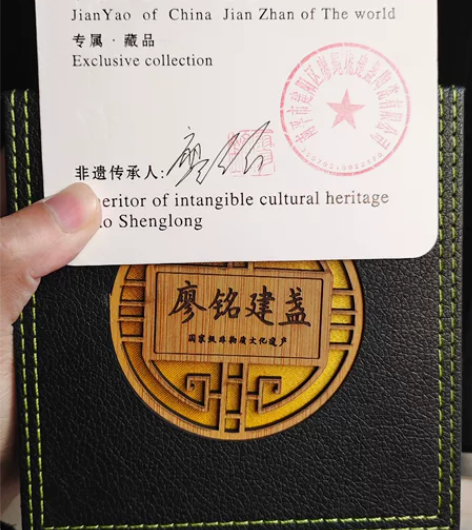 JianYao of China Jian Zhan of The world
专属·藏品
Exclusive collection
非遗传承人:
eritor of intangible cultural heritage
o Shenglong
廖铭建盏
国家级非物质文化遗产